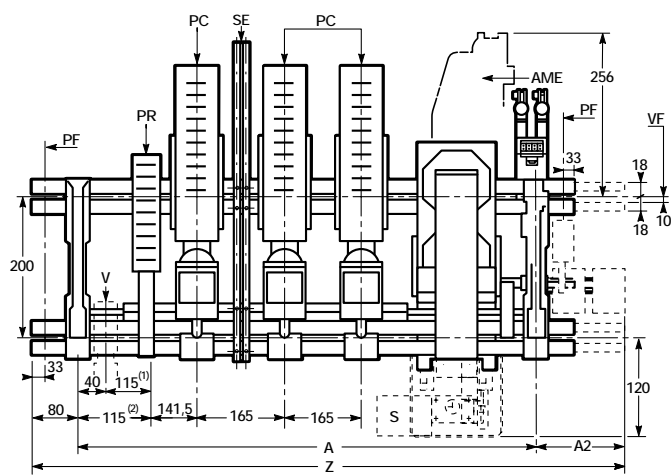 PC SE PC
AME
256
PR
PF
PF
VF
33
18
18
10
200
V
33
40 115(1)
120
80 115(2) 141,5 165 165
S
A A2
Z